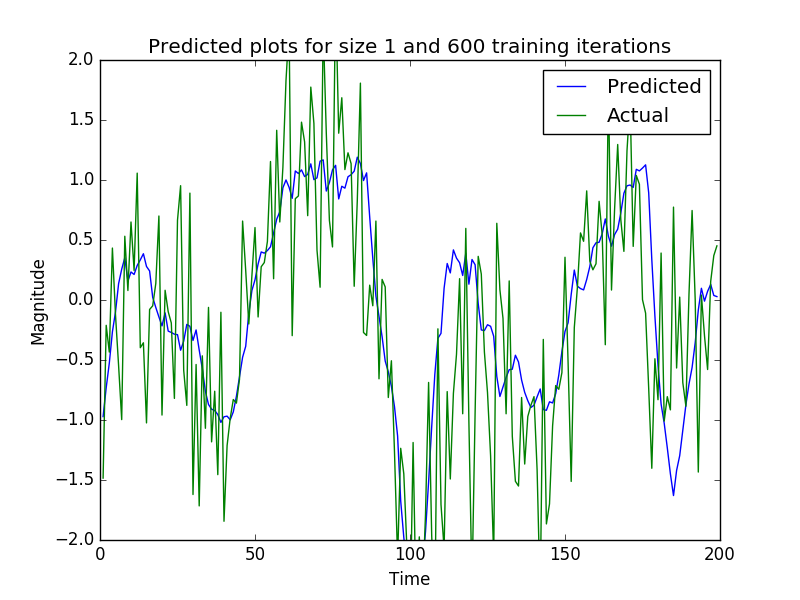 Predicted plots for size 1 and 600 training iterations
Predicted
Actual
2.0
1.5
1.0
0.5
0.0
−0.5
−1.0
−1.5
−2.0
Magnitude
0
50
100
150
200
Time